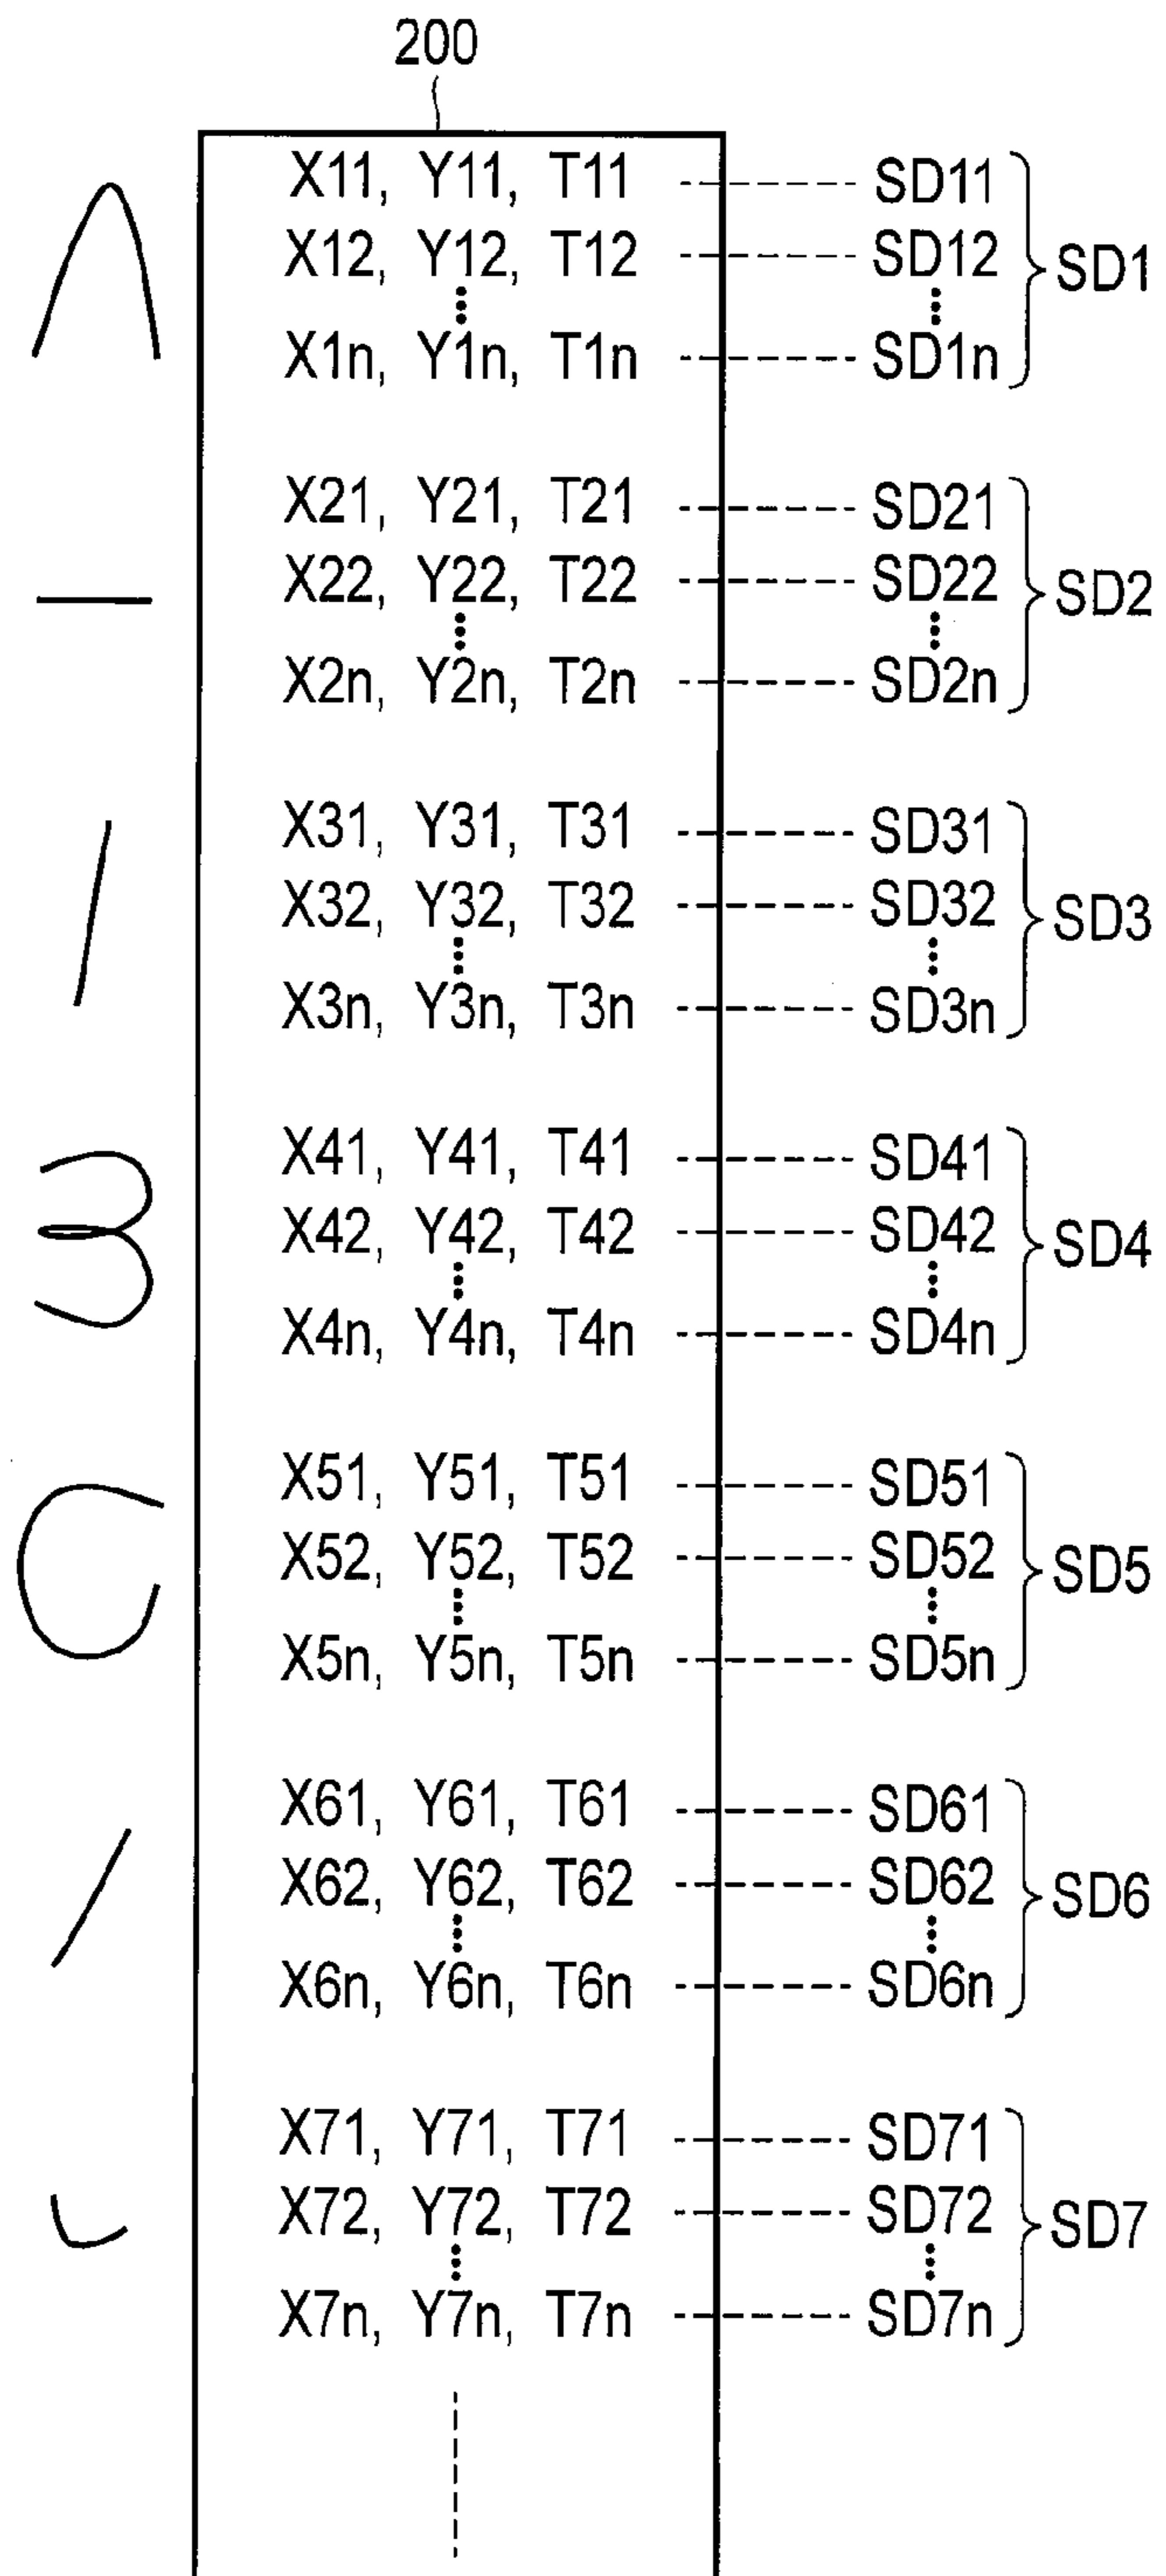 200
X11, Y11, T11 SD11
X12, Y12, T12 SD12 SD1
X1n, Y1n, T1n SD1n
X21, Y21, T21 SD21
X22, Y22, T22 SD22 SD2
X2n, Y2n, T2n SD2n
X31, Y31, T31 SD31
X32, Y32, T32 SD32 SD3
X3n, Y3n, T3n SD3n
X41, Y41, T41 SD41
X42, Y42, T42 SD42 SD4
X4n, Y4n, T4n SD4n
X51, Y51, T51 SD51
X52, Y52, T52 SD52 SD5
X5n, Y5n, T5n SD5n
X61, Y61, T61 SD61
X62, Y62, T62 SD62 SD6
X6n, Y6n, T6n SD6n
X71, Y71, T71 SD71
X72, Y72, T72 SD72 SD7
X7n, Y7n, T7n SD7n